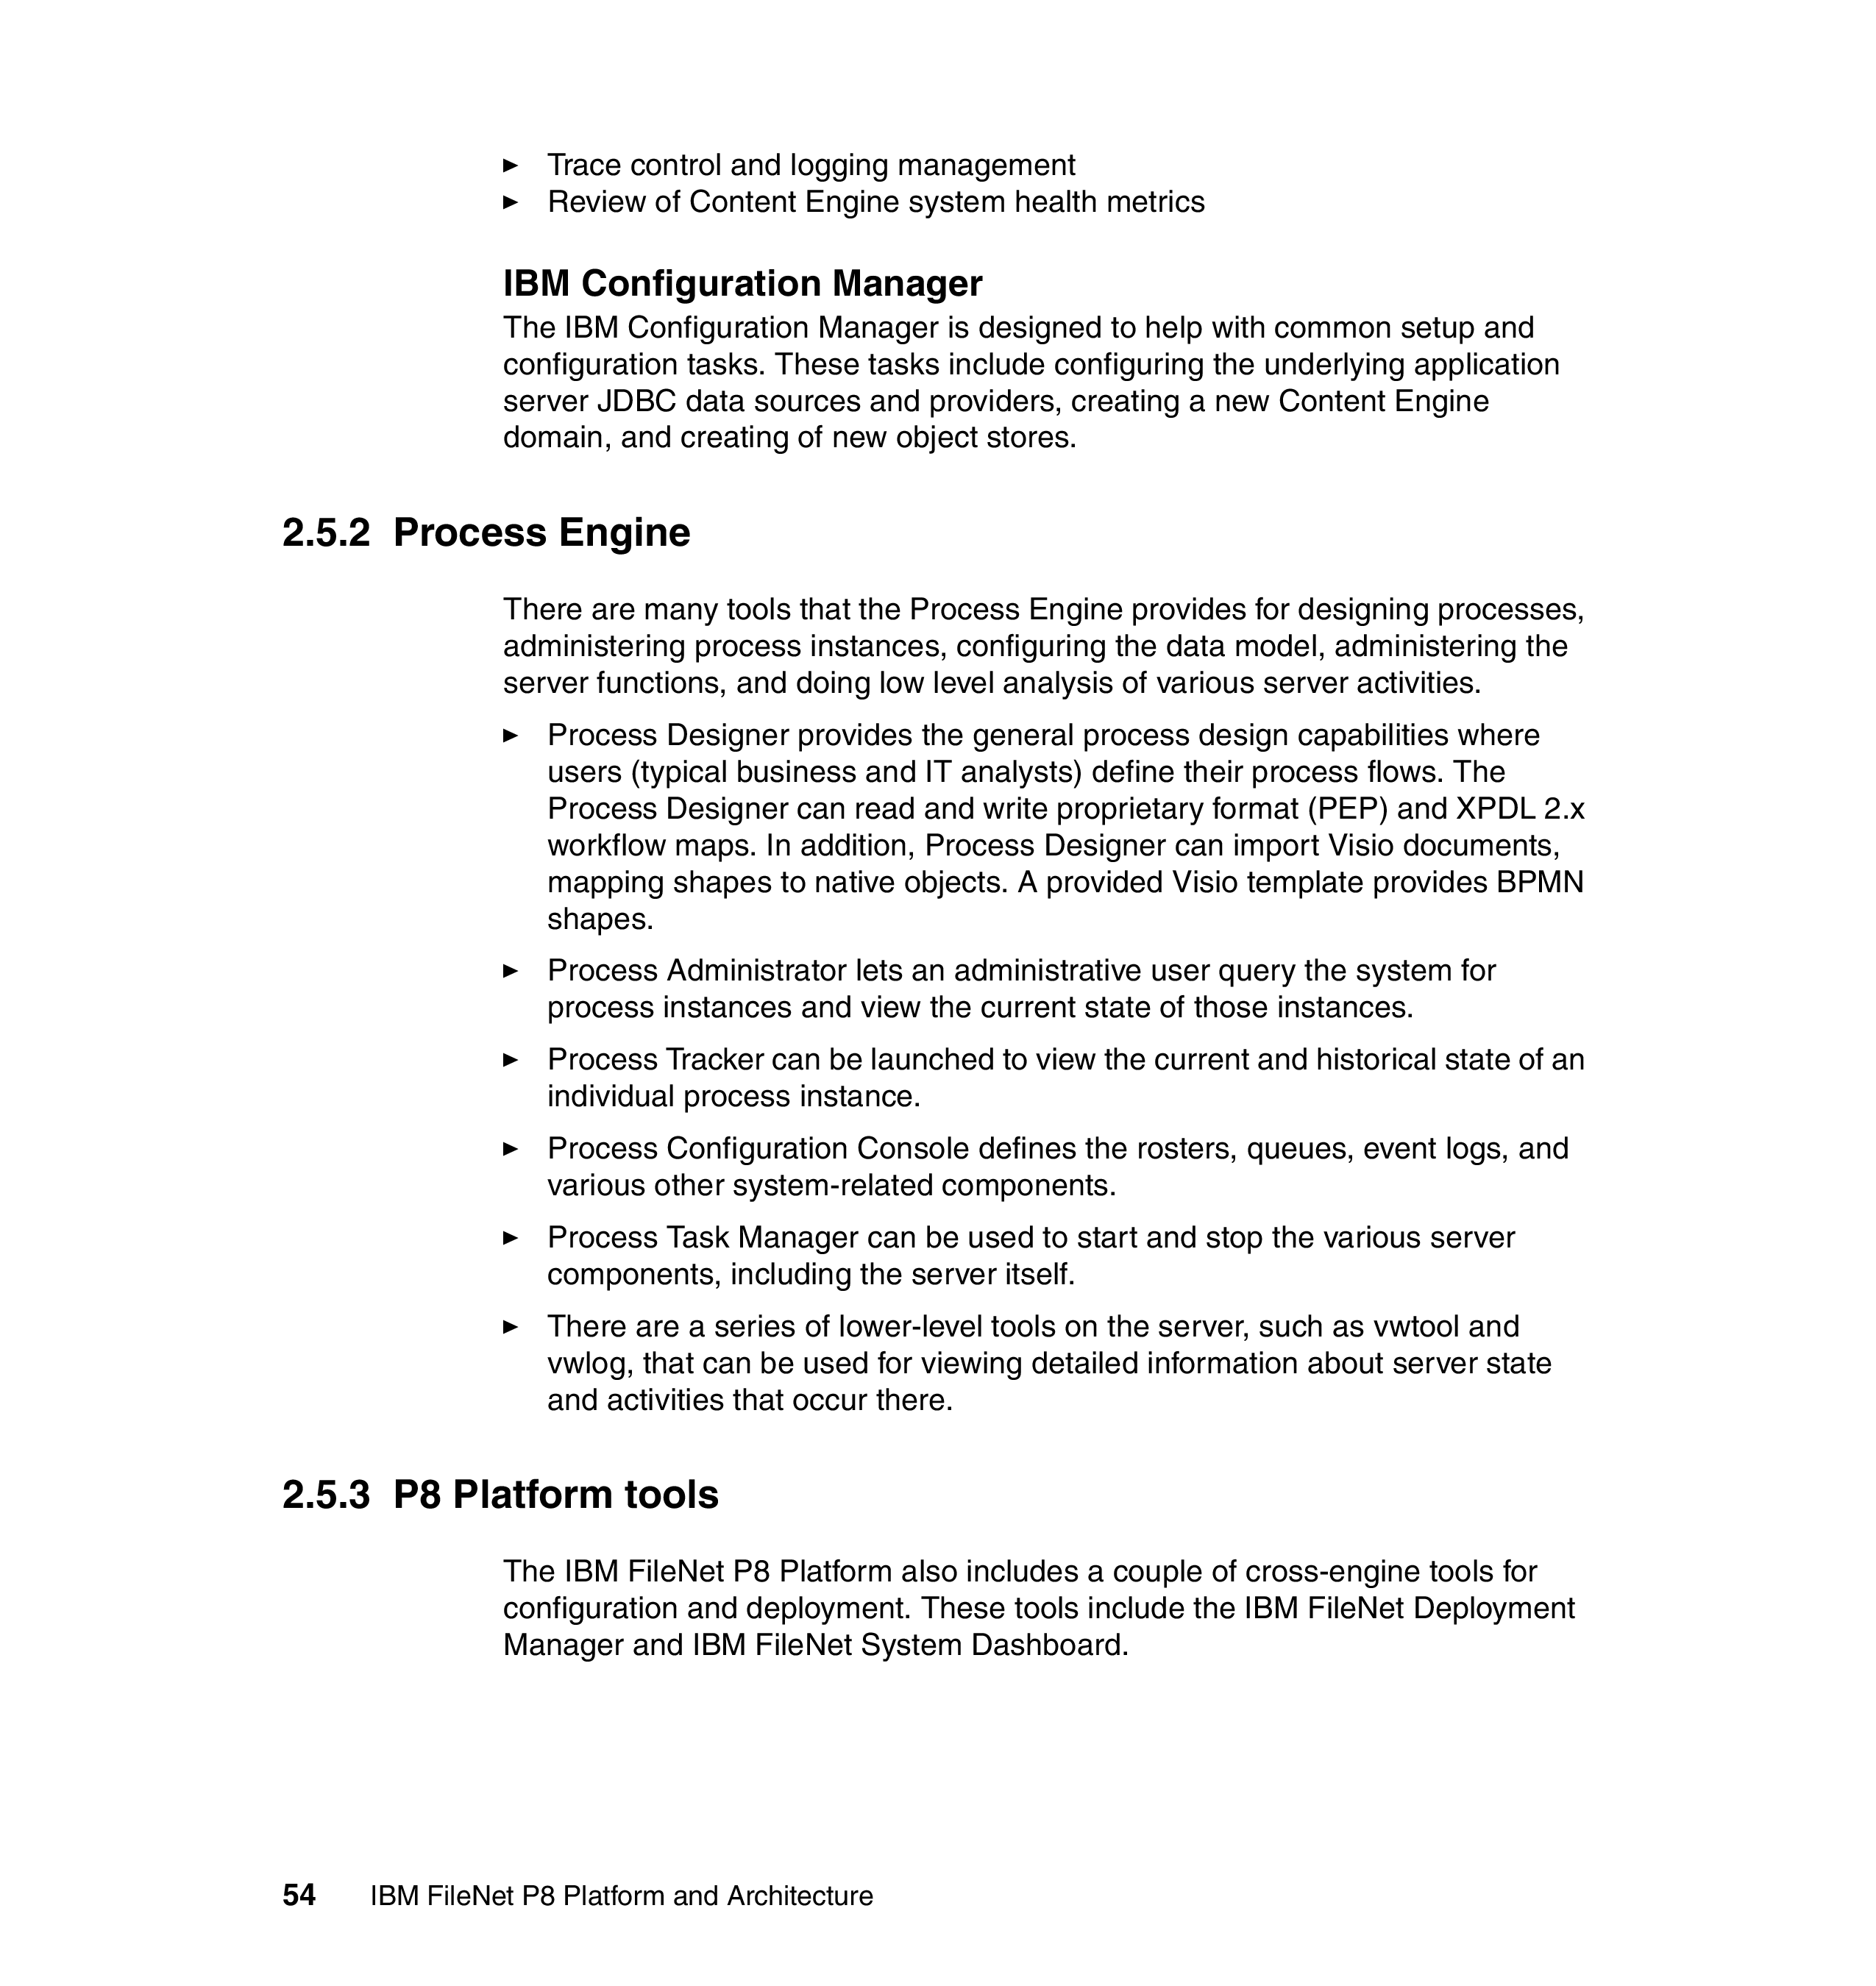 ► Trace control and logging management
► Review of Content Engine system health metrics
IBM Configuration Manager
The IBM Configuration Manager is designed to help with common setup and
configuration tasks. These tasks include configuring the underlying application
server JDBC data sources and providers, creating a new Content Engine
domain, and creating of new object stores.
2.5.2 Process Engine
There are many tools that the Process Engine provides for designing processes,
administering process instances, configuring the data model, administering the
server functions, and doing low level analysis of various server activities.
► Process Designer provides the general process design capabilities where
users (typical business and IT analysts) define their process flows. The
Process Designer can read and write proprietary format (PEP) and XPDL 2.x
workflow maps. In addition, Process Designer can import Visio documents,
mapping shapes to native objects. A provided Visio template provides BPMN
shapes.
► Process Administrator lets an administrative user query the system for
process instances and view the current state of those instances.
► Process Tracker can be launched to view the current and historical state of an
individual process instance.
► Process Configuration Console defines the rosters, queues, event logs, and
various other system-related components.
► Process Task Manager can be used to start and stop the various server
components, including the server itself.
► There are a series of lower-level tools on the server, such as vwtool and
vwlog, that can be used for viewing detailed information about server state
and activities that occur there.
2.5.3 P8 Platform tools
The IBM FileNet P8 Platform also includes a couple of cross-engine tools for
configuration and deployment. These tools include the IBM FileNet Deployment
Manager and IBM FileNet System Dashboard.
54 IBM FileNet P8 Platform and Architecture